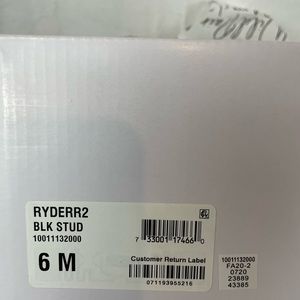 RYDERR2
BLK STUD
10011132000
6 M
7 33001 17466 0
Customer Return Label
071193955216
10011132000
FA20-2
0720
23889
43385